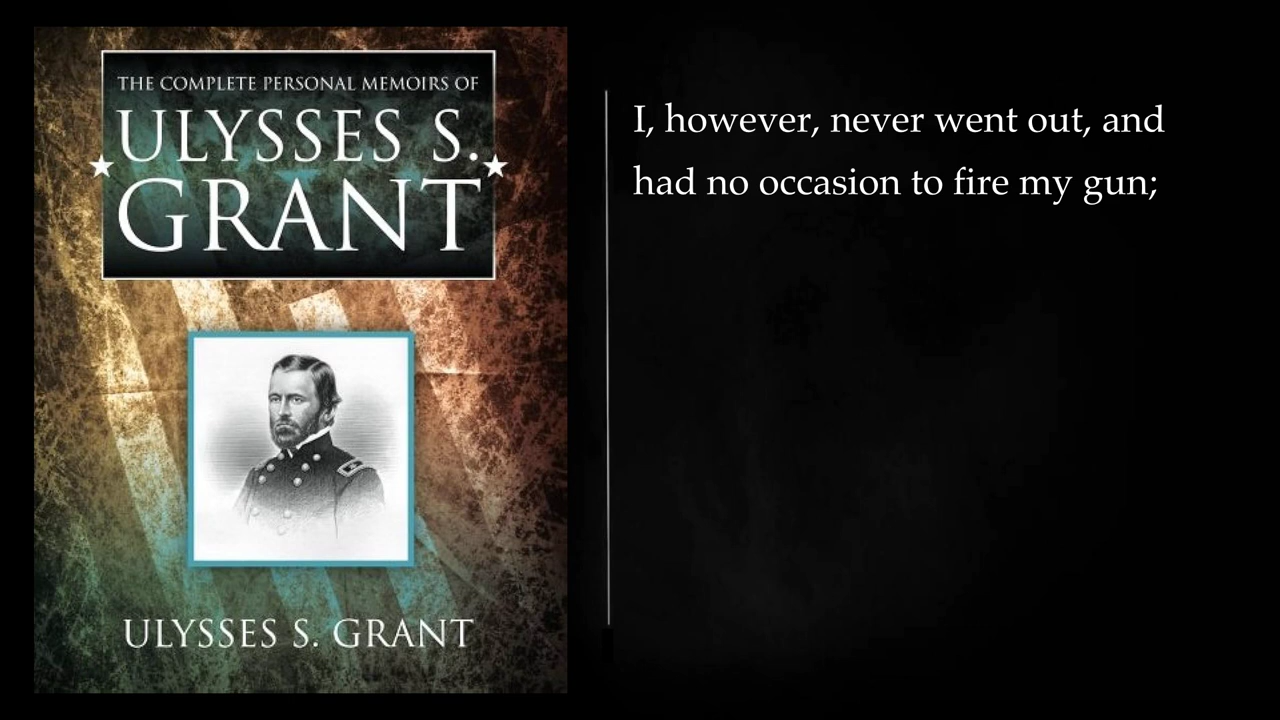 THE COMPLETE PERSONAL MEMOIRS OF
ULYSSES S.
GRANT
ULYSSES S. GRANT
I, however, never went out, and
had no occasion to fire my gun;